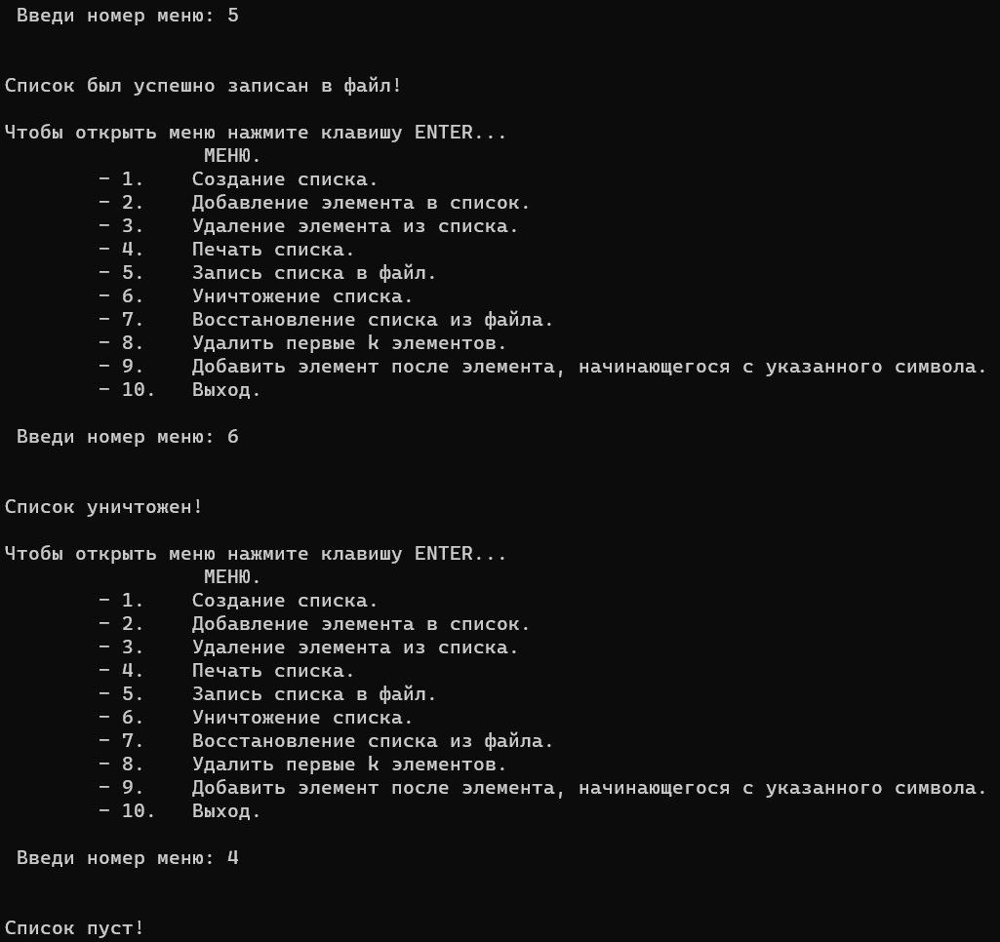 Введи номер меню: 5
Список был успешно записан в файл!
Чтобы открыть меню нажмите клавишу ENTER...
МЕНЮ.
- 1. Создание списка.
- 2. Добавление элемента в список.
- 3. Удаление элемента из списка.
- 4. Печать списка.
- 5. Запись списка в файл.
- 6. Уничтожение списка.
- 7. Восстановление списка из файла.
- 8. Удалить первые k элементов.
- 9. Добавить элемент после элемента, начинающегося с указанного символа.
- 10. Выход.
Введи номер меню: 6
Список уничтожен!
Чтобы открыть меню нажмите клавишу ENTER...
МЕНЮ.
- 1. Создание списка.
- 2. Добавление элемента в список.
- 3. Удаление элемента из списка.
- 4. Печать списка.
- 5. Запись списка в файл.
- 6. Уничтожение списка.
- 7. Восстановление списка из файла.
- 8. Удалить первые k элементов.
- 9. Добавить элемент после элемента, начинающегося с указанного символа.
- 10. Выход.
Введи номер меню: 4
Список пуст!